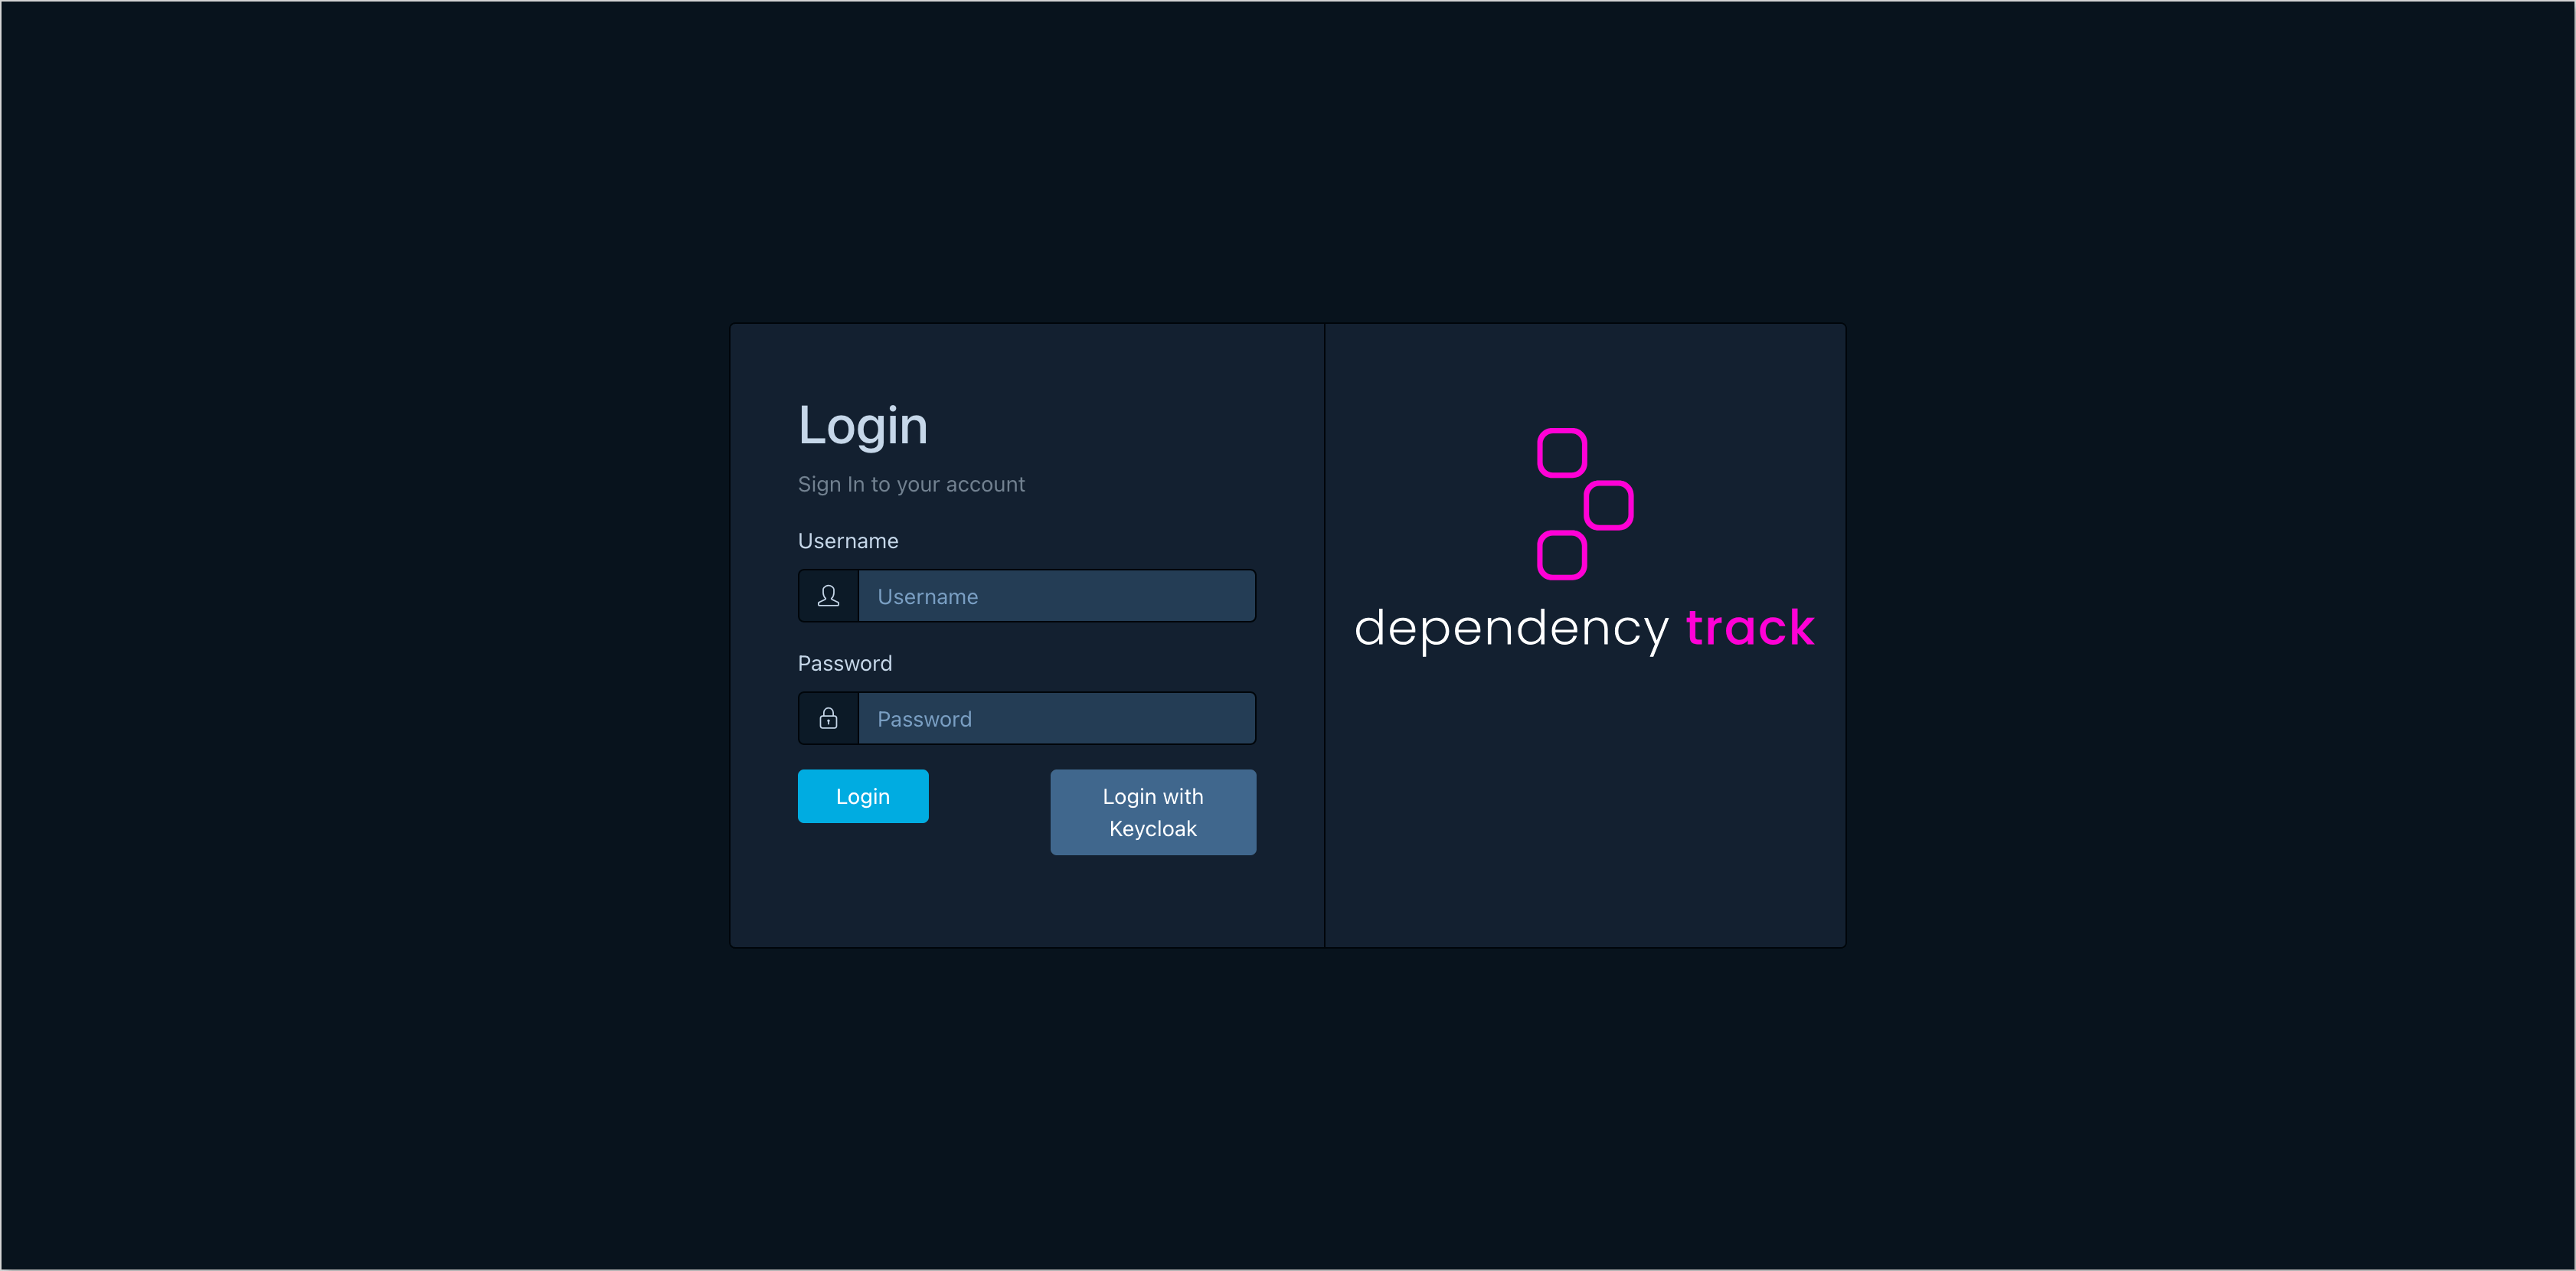 Login
Sign In to your account
Username
Username
Password
Password
Login
Login with
Keycloak
dependency track